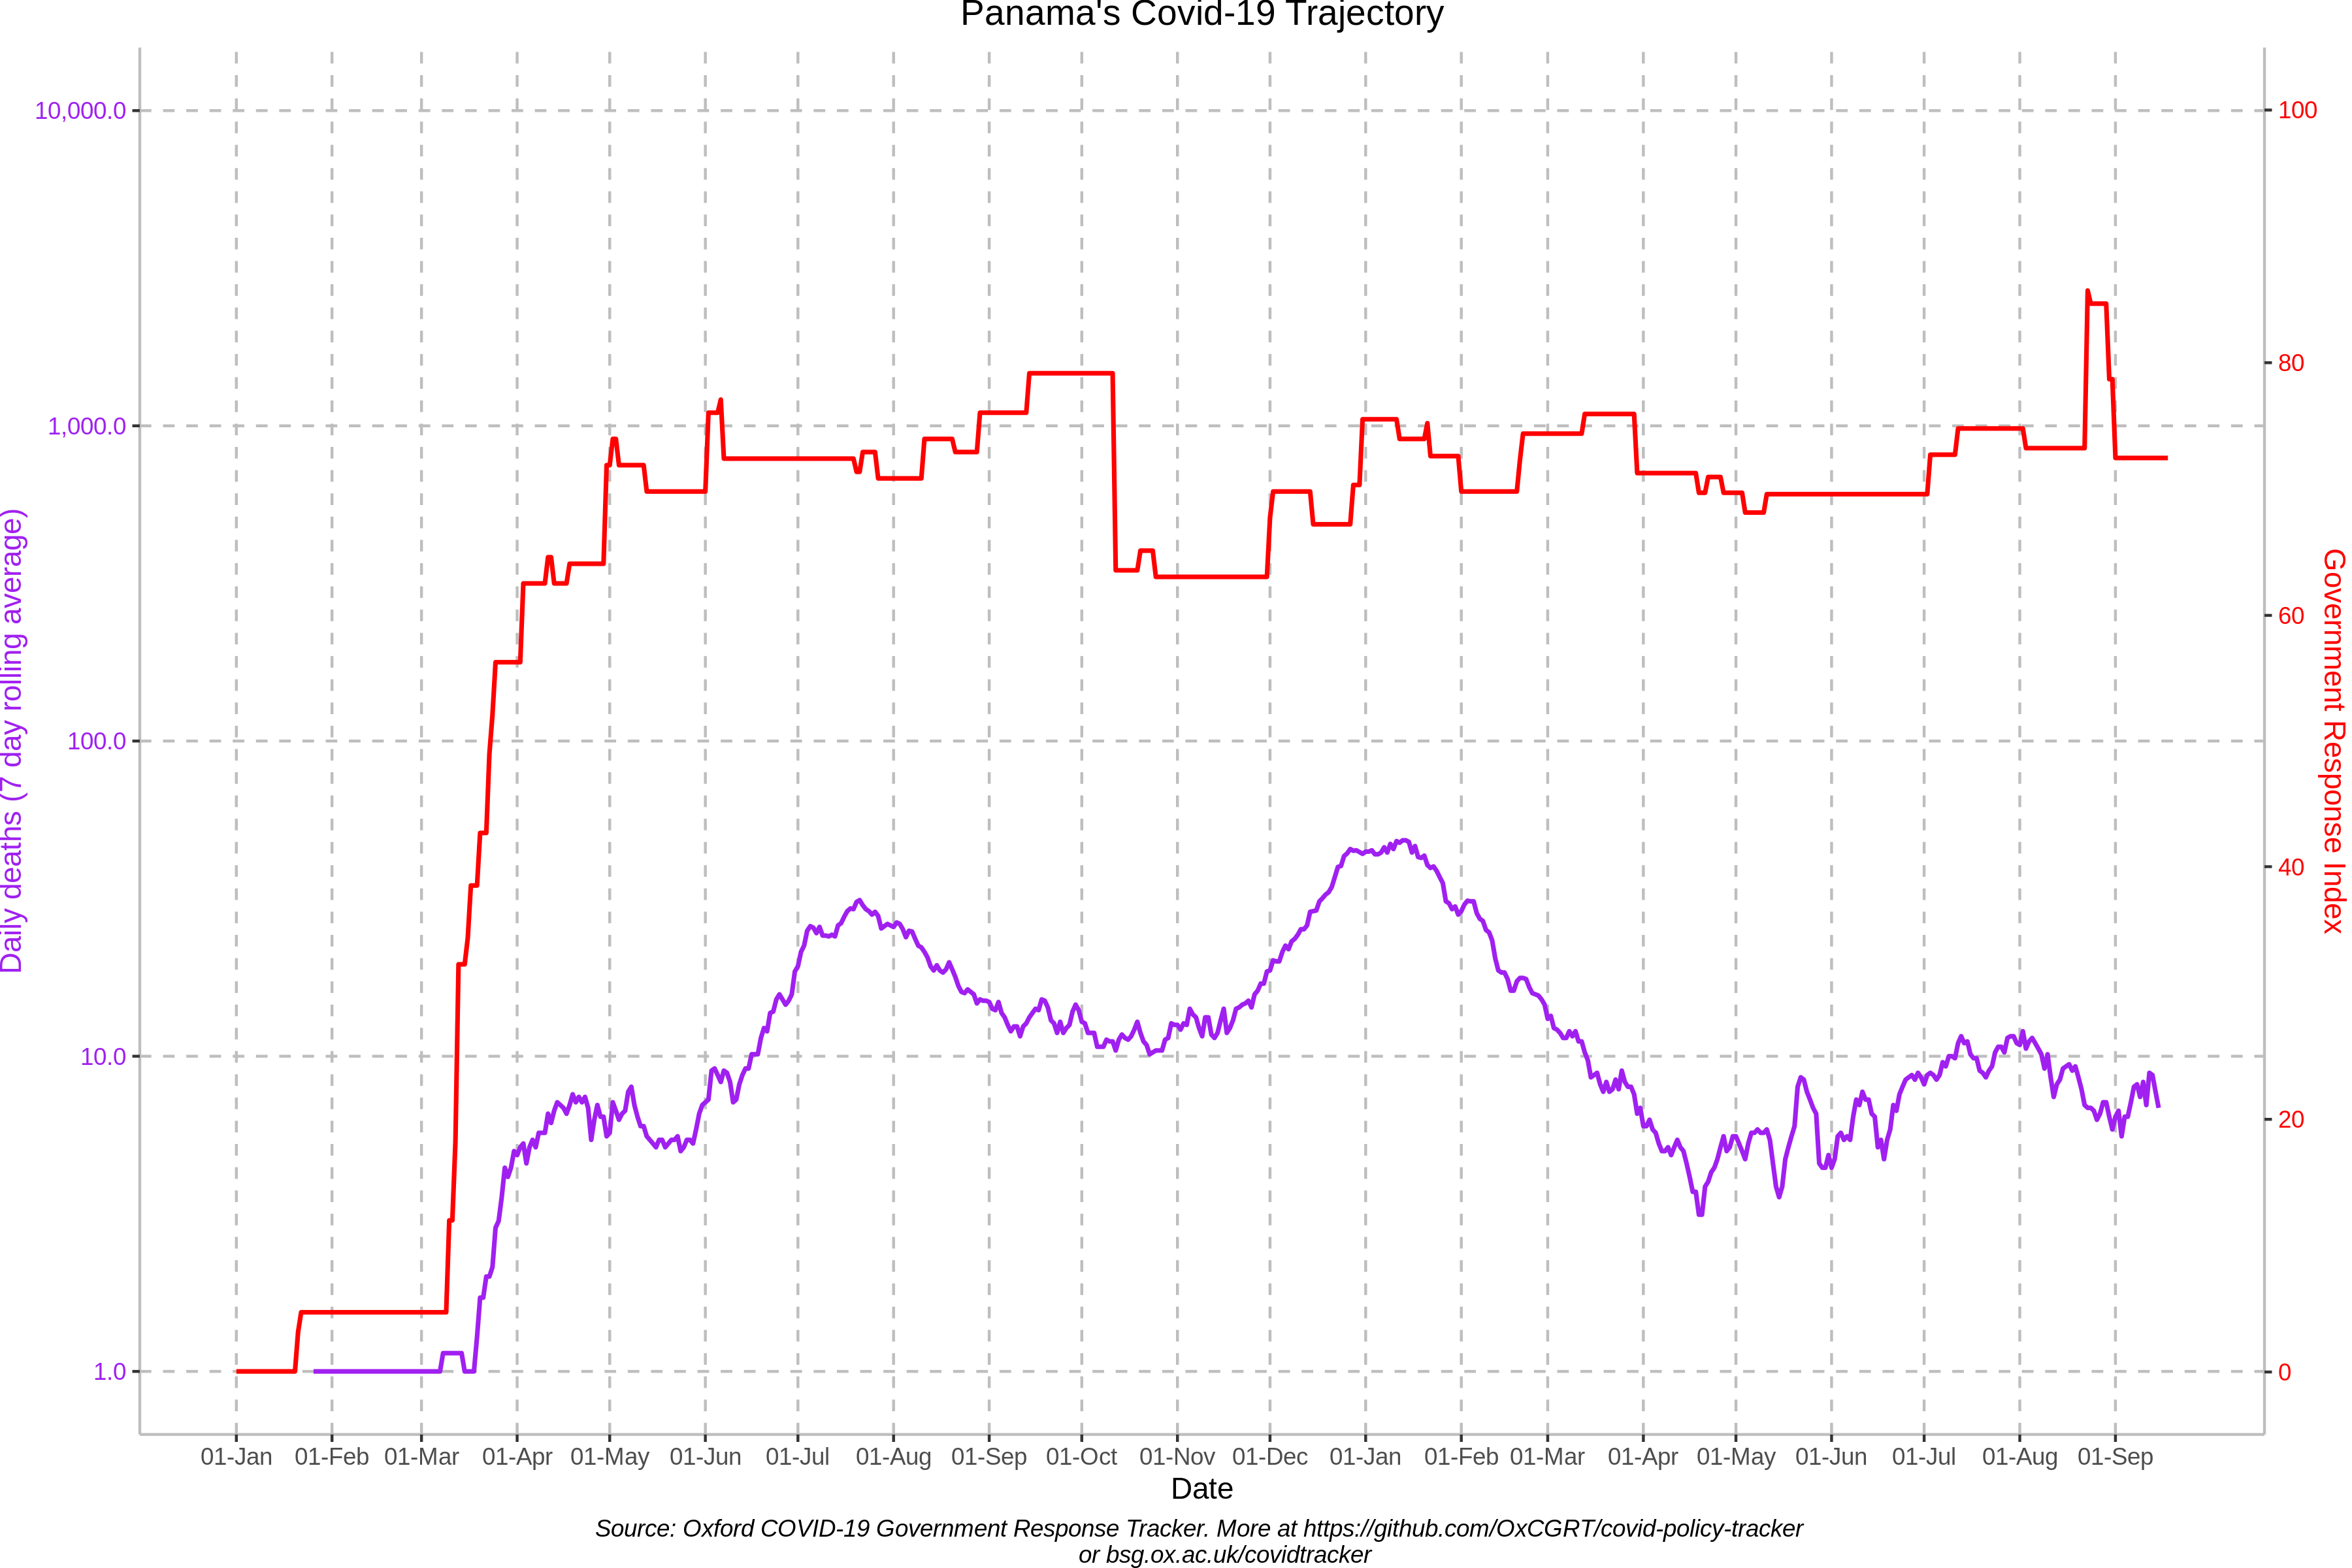 Panama's Covid-19 Trajectory
10,000.0
1,000.0
100.0
10.0
1.0
Daily deaths (7 day rolling average)
100
80
60
40
20
0
Government Response Index
01-Jan 01-Feb 01-Mar 01-Apr 01-May 01-Jun 01-Jul 01-Aug 01-Sep 01-Oct 01-Nov 01-Dec 01-Jan 01-Feb 01-Mar 01-Apr 01-May 01-Jun 01-Jul 01-Aug 01-Sep
Date
Source: Oxford COVID-19 Government Response Tracker. More at https://github.com/OxCGRT/covid-policy-tracker
or bsg.ox.ac.uk/covidtracker